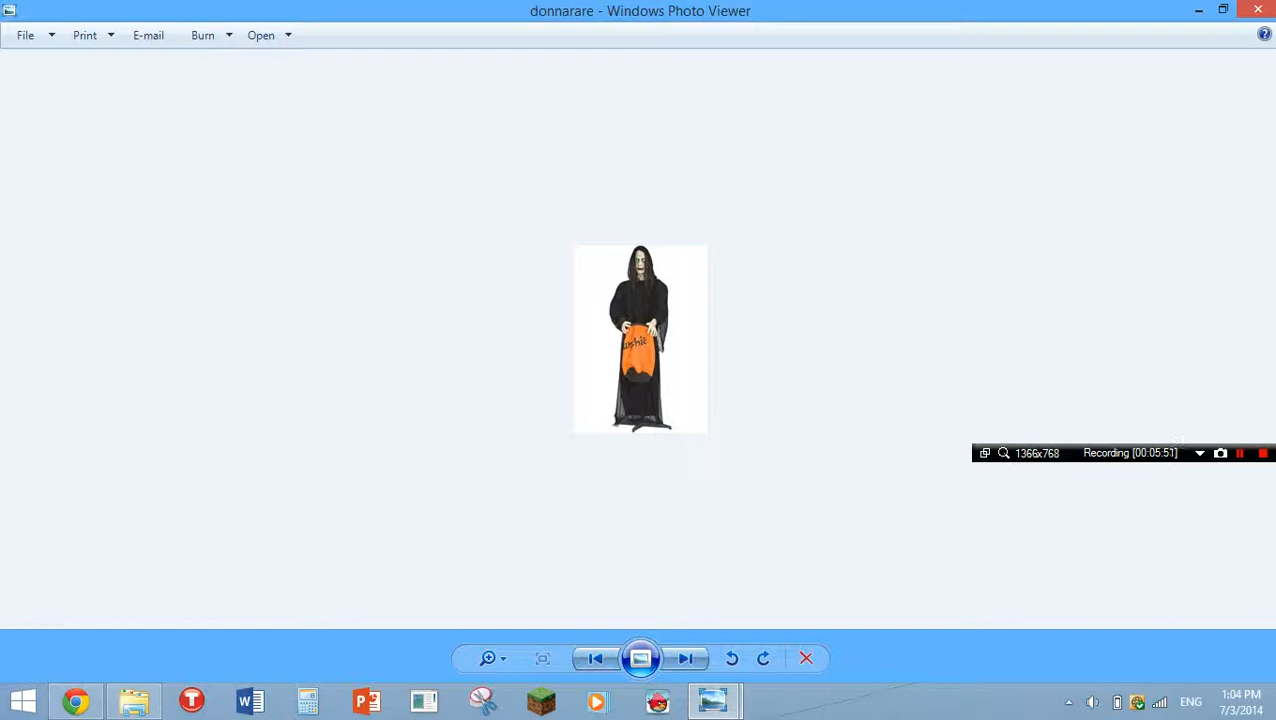 donnarare - Windows Photo Viewer
File Print E-mail Burn Open
1366x768 Recording [00:05:51]
ENG
1:04 PM
7/3/2014